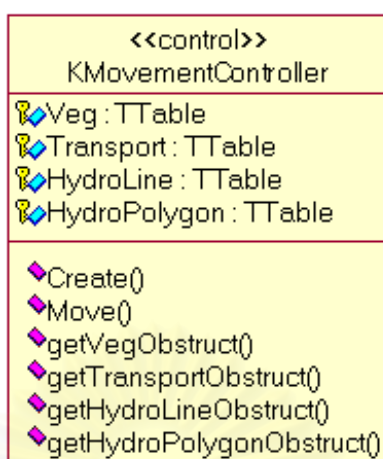 <<control>>
KMovementController
Veg : TTable
Transport : TTable
HydroLine : TTable
HydroPolygon : TTable
Create()
Move()
getVegObstruct()
getTransportObstruct()
getHydroLineObstruct()
getHydroPolygonObstruct()